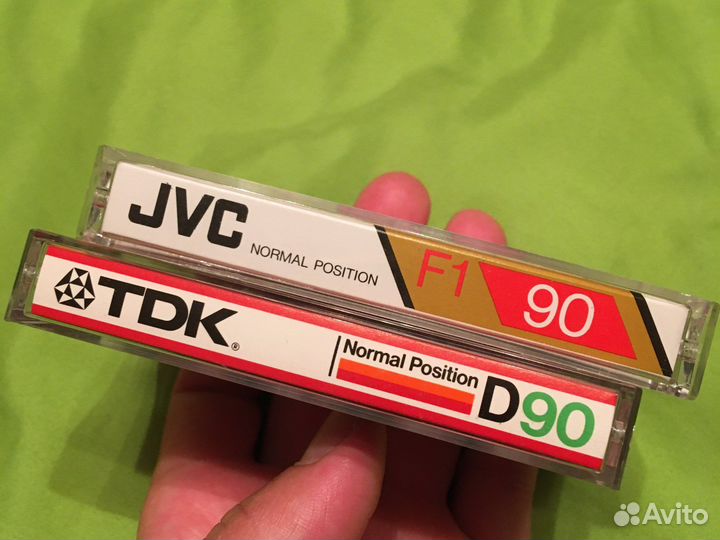 JVC NORMAL POSITION F1 90
TDK® Normal Position D90
Avito